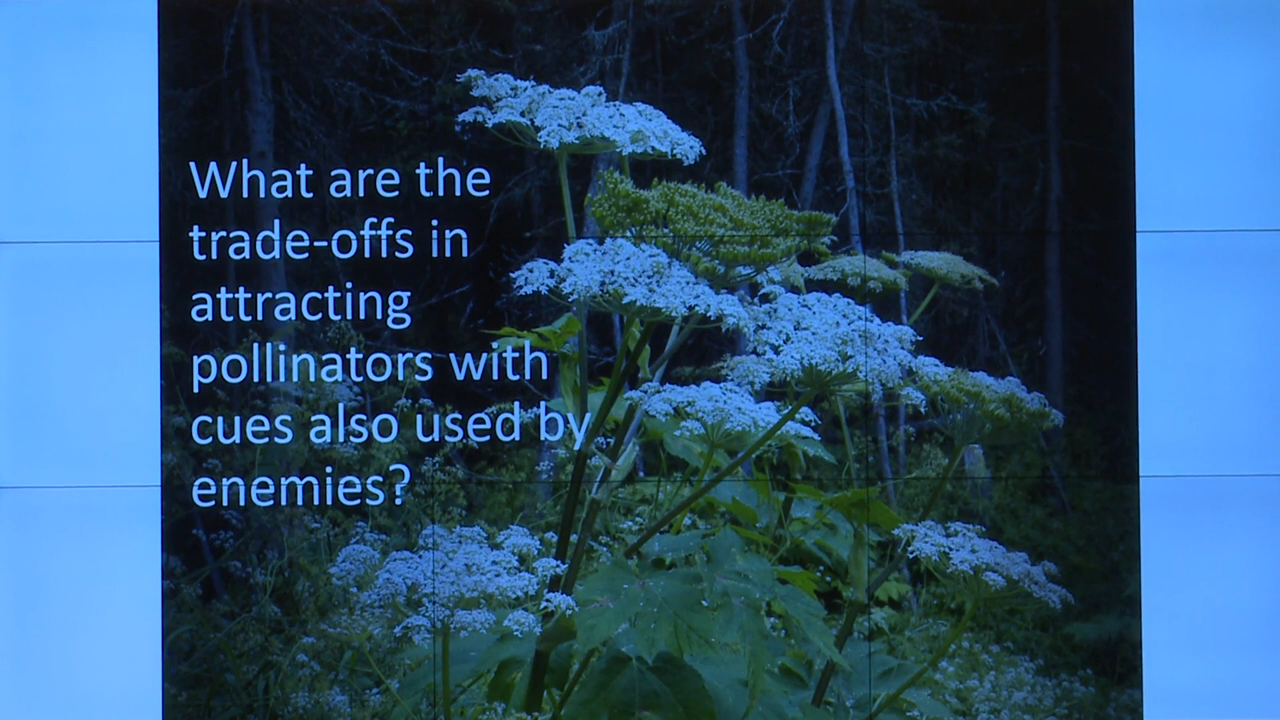 What are the
trade-offs in
attracting
pollinators with
cues also used by
enemies?